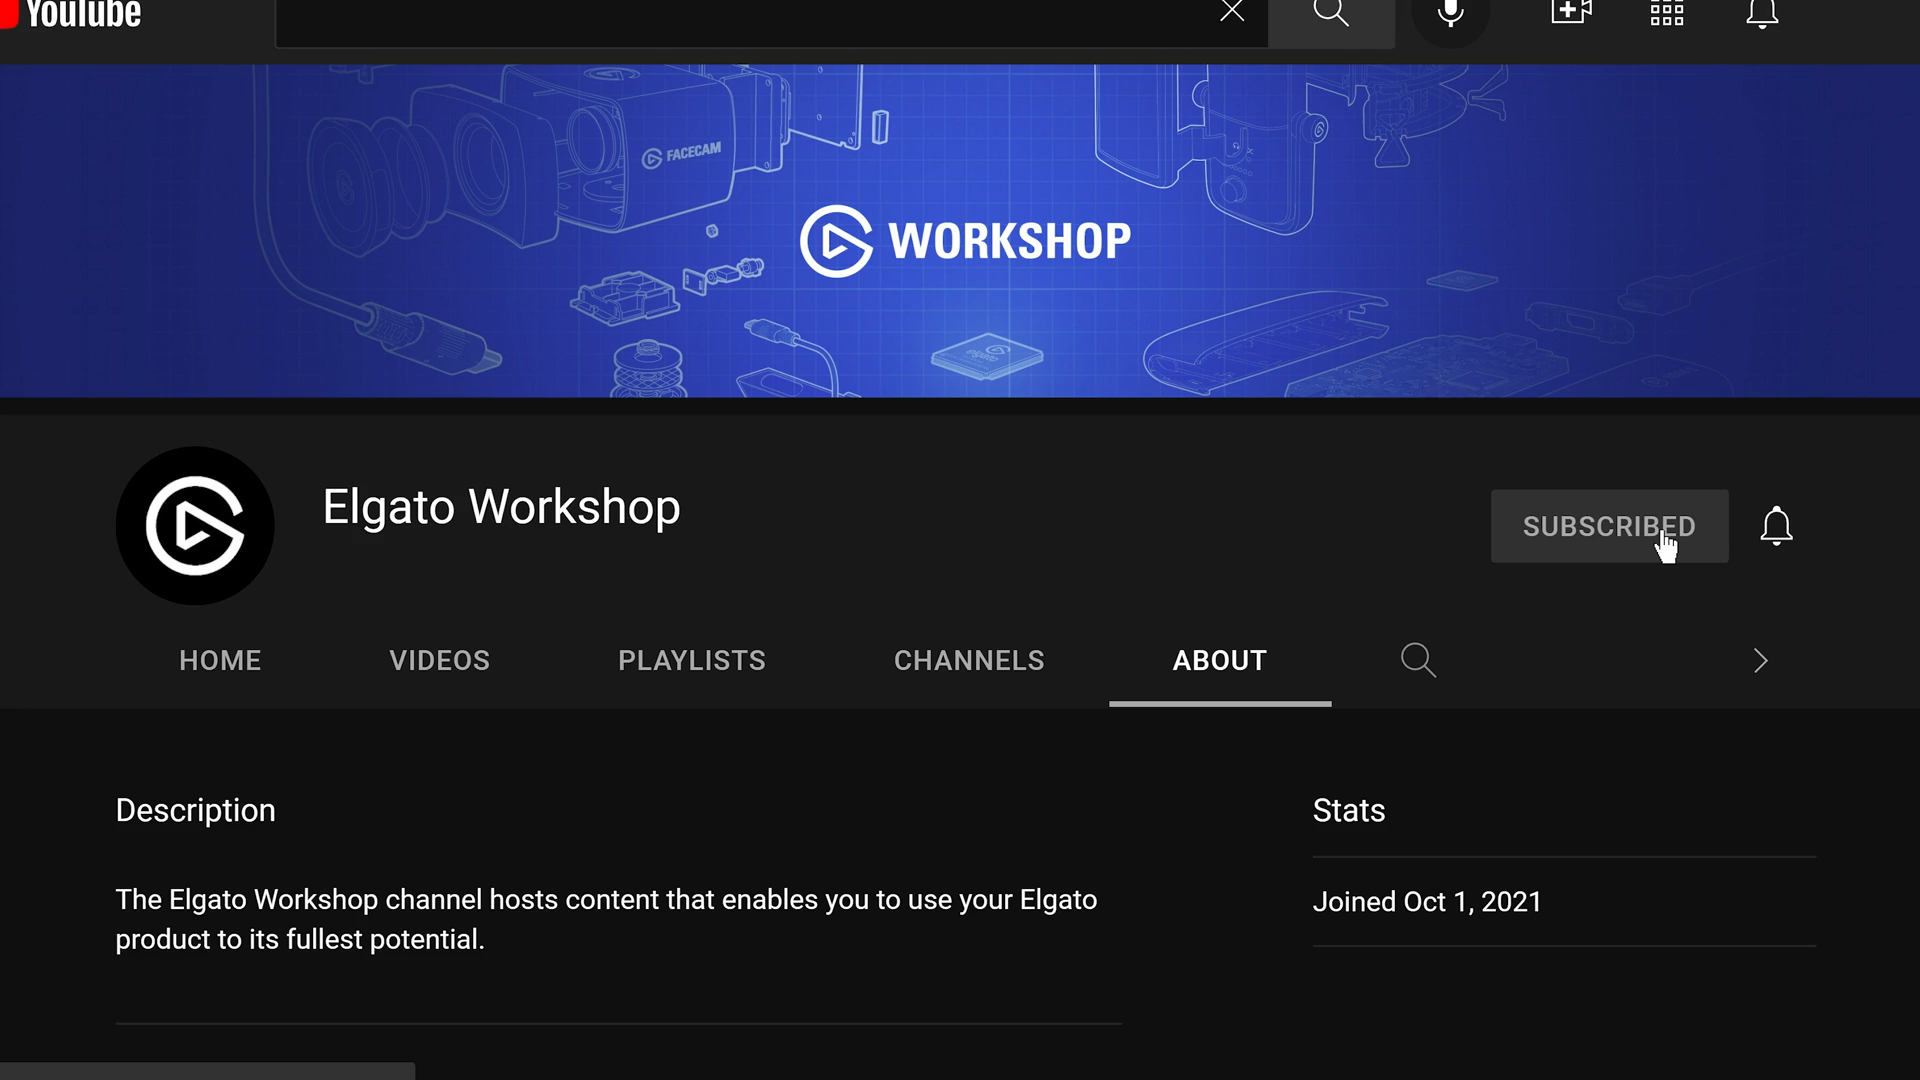 YouTube
FACECAM
WORKSHOP
Elgato Workshop
SUBSCRIBED
HOME
VIDEOS
PLAYLISTS
CHANNELS
ABOUT
Description
Stats
The Elgato Workshop channel hosts content that enables you to use your Elgato
product to its fullest potential.
Joined Oct 1, 2021